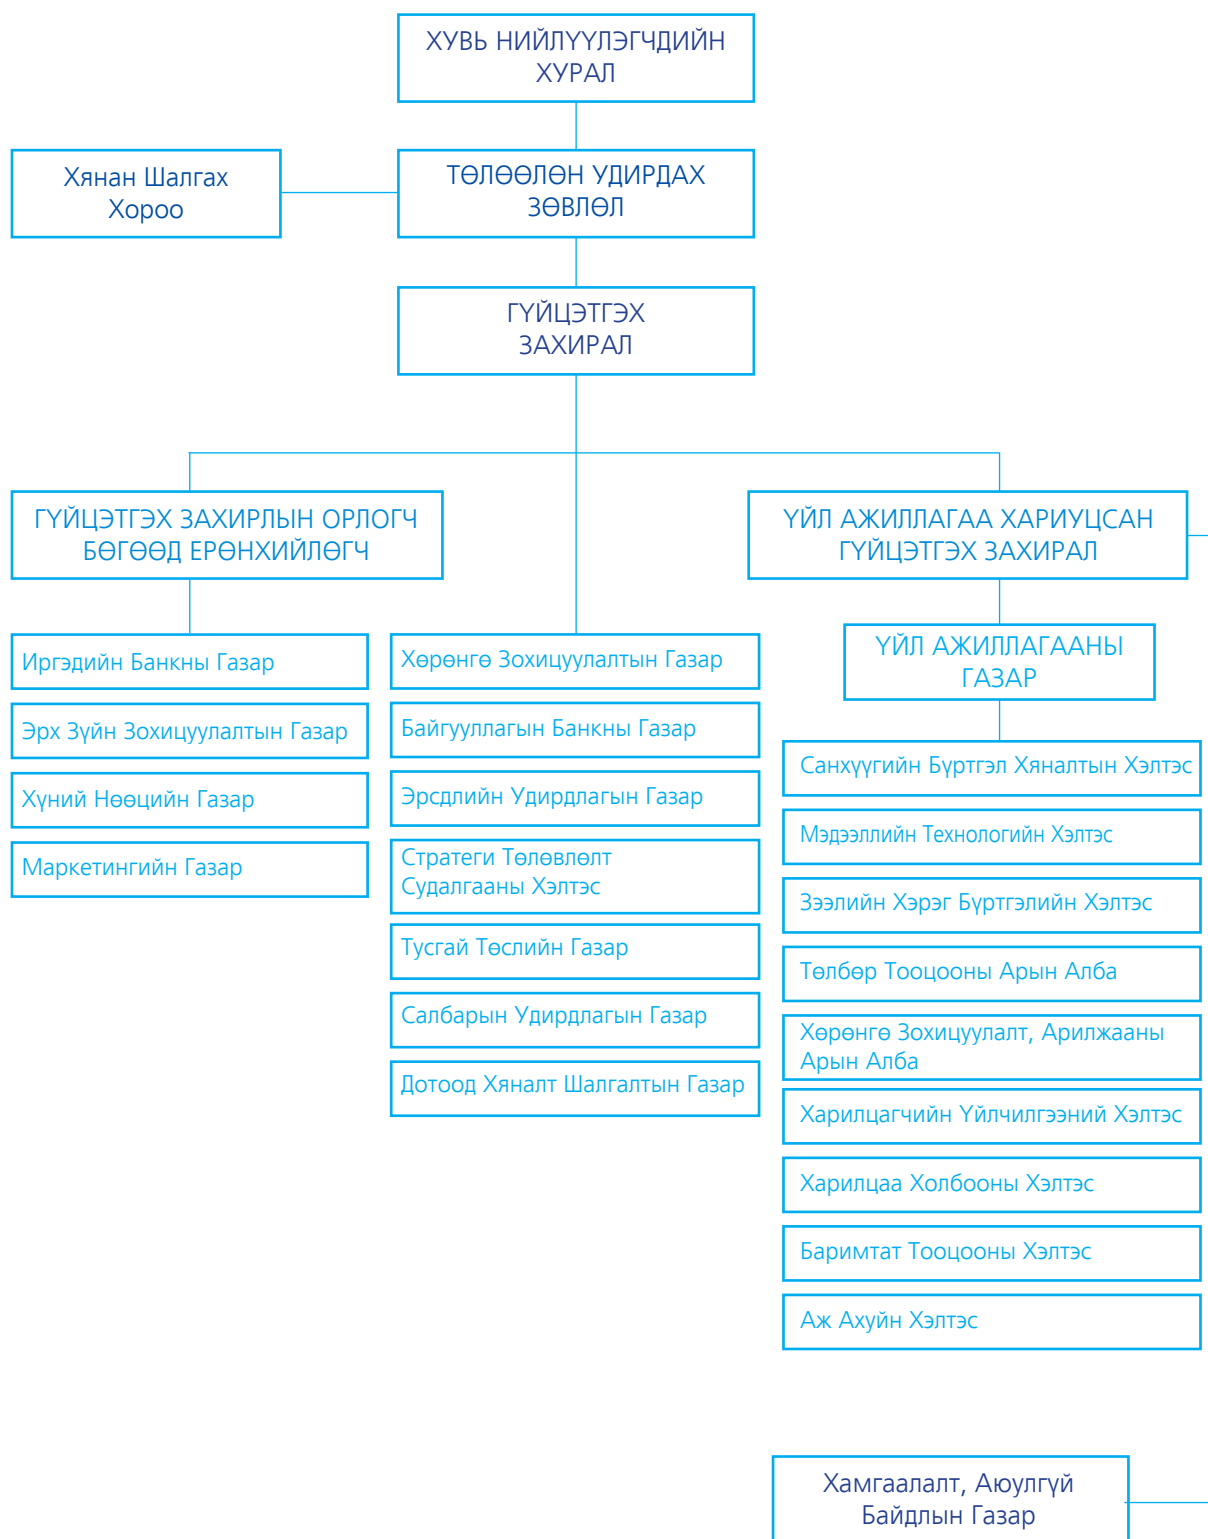 ХУВЬ НИЙЛҮҮЛЭГЧДИЙН
ХУРАЛ
Хянан Шалгах
Хороо
ТӨЛӨӨЛӨН УДИРДАХ
ЗӨВЛӨЛ
ГҮЙЦЭТГЭХ
ЗАХИРАЛ
ГҮЙЦЭТГЭХ ЗАХИРЛЫН ОРЛОГЧ
БӨГӨӨД ЕРӨНХИЙЛӨГЧ
ҮЙЛ АЖИЛЛАГАА ХАРИУЦСАН
ГҮЙЦЭТГЭХ ЗАХИРАЛ
Иргэдийн Банкны Газар
Эрх Зүйн Зохицуулалтын Газар
Хүний Нөөцийн Газар
Маркетингийн Газар
Хөрөнгө Зохицуулалтын Газар
Байгууллагын Банкны Газар
Эрсдлийн Удирдлагын Газар
Стратеги Төлөвлөлт
Судалгааны Хэлтэс
Тусгай Төслийн Газар
Салбарын Удирдлагын Газар
Дотоод Хяналт Шалгалтын Газар
ҮЙЛ АЖИЛЛАГААНЫ
ГАЗАР
Санхүүгийн Бүртгэл Хяналтын Хэлтэс
Мэдээллийн Технологийн Хэлтэс
Зээлийн Хэрэг Бүртгэлийн Хэлтэс
Төлбөр Тооцооны Арын Алба
Хөрөнгө Зохицуулалт, Арилжааны
Арын Алба
Харилцагчийн Үйлчилгээний Хэлтэс
Харилцаа Холбооны Хэлтэс
Баримтат Тооцооны Хэлтэс
Аж Ахуйн Хэлтэс
Хамгаалалт, Аюулгүй
Байдлын Газар